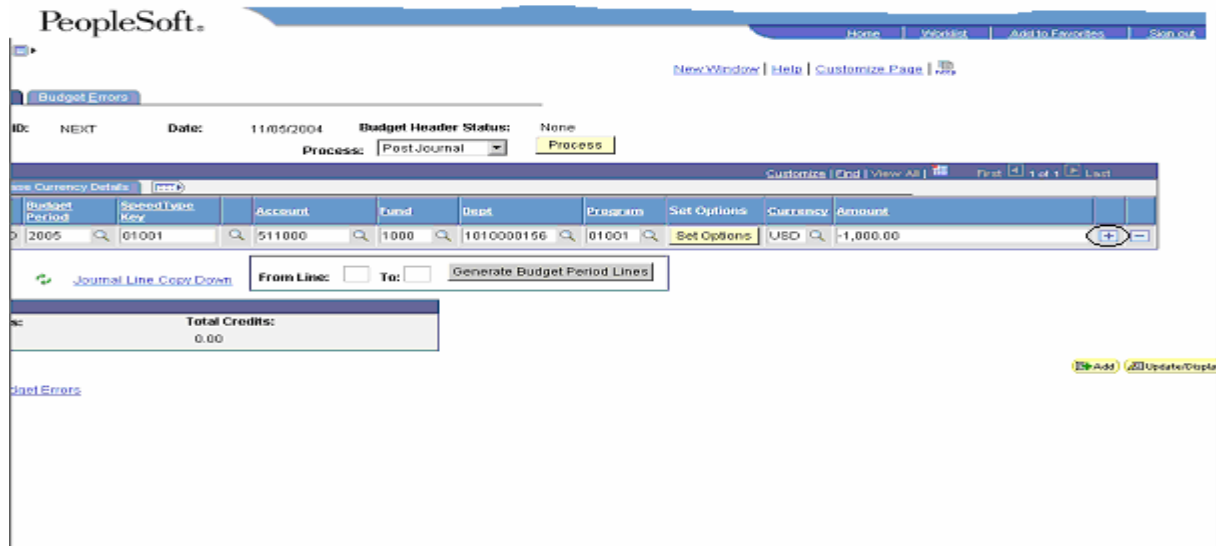 PeopleSoft.
Home | Worklist | Add to Favorites | Sign out
New Window | Help | Customize Page |
Budget Errors
ID: NEXT Date: 11/05/2004 Budget Header Status: None
Process: Post Journal Process
Customize | Find | View All | First 1 of 1 Last
Currency Details
Budget Period SpeedType Key Account Fund Dept Program Set Options Currency Amount
2005 01001 511000 1000 1010000156 01001 Set Options USD -1,000.00 + -
Journal Line Copy Down From Line: To: Generate Budget Period Lines
s: Total Credits:
0.00
Add Update/Displa
dget Errors